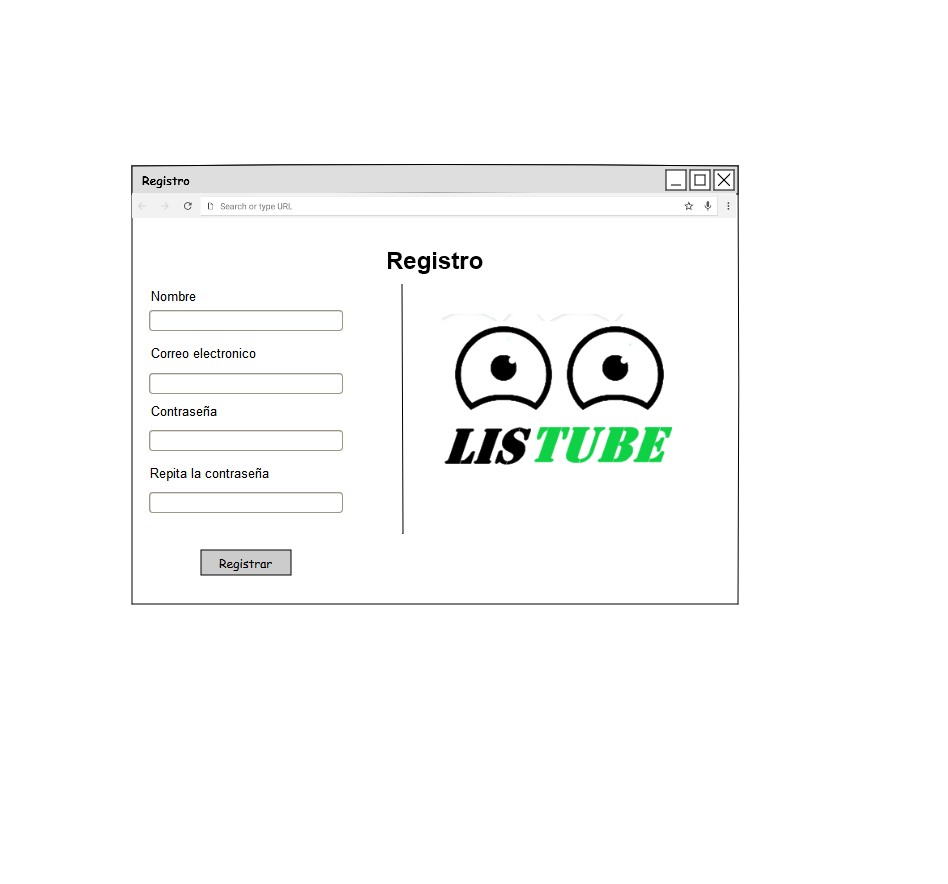 Registro
Search or type URL
Registro
Nombre
Correo electronico
Contraseña
Repita la contraseña
Registrar
LISTUBE